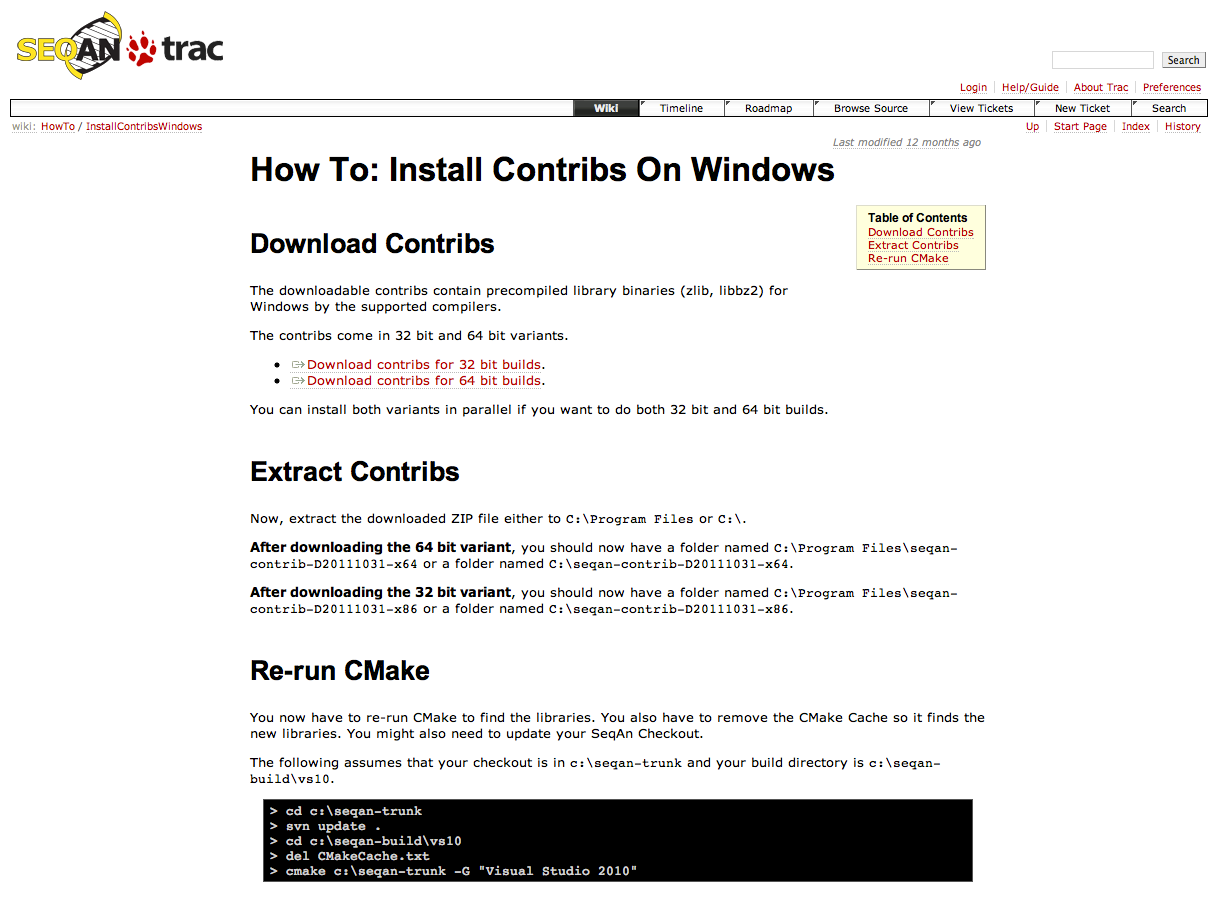 SEQAN trac
Search
Login Help/Guide About Trac Preferences
Wiki Timeline Roadmap Browse Source View Tickets New Ticket Search
wiki: HowTo / InstallContribsWindows
Up Start Page Index History
Last modified 12 months ago
How To: Install Contribs On Windows
Table of Contents
Download Contribs
Extract Contribs
Re-run CMake
Download Contribs
The downloadable contribs contain precompiled library binaries (zlib, libbz2) for
Windows by the supported compilers.
The contribs come in 32 bit and 64 bit variants.
• Download contribs for 32 bit builds.
• Download contribs for 64 bit builds.
You can install both variants in parallel if you want to do both 32 bit and 64 bit builds.
Extract Contribs
Now, extract the downloaded ZIP file either to C:\Program Files or C:\.
After downloading the 64 bit variant, you should now have a folder named C:\Program Files\seqan-
contrib-D20111031-x64 or a folder named C:\seqan-contrib-D20111031-x64.
After downloading the 32 bit variant, you should now have a folder named C:\Program Files\seqan-
contrib-D20111031-x86 or a folder named C:\seqan-contrib-D20111031-x86.
Re-run CMake
You now have to re-run CMake to find the libraries. You also have to remove the CMake Cache so it finds the
new libraries. You might also need to update your SeqAn Checkout.
The following assumes that your checkout is in c:\seqan-trunk and your build directory is c:\seqan-
build\vs10.
> cd c:\seqan-trunk
> svn update .
> cd c:\seqan-build\vs10
> del CMakeCache.txt
> cmake c:\seqan-trunk -G "Visual Studio 2010"